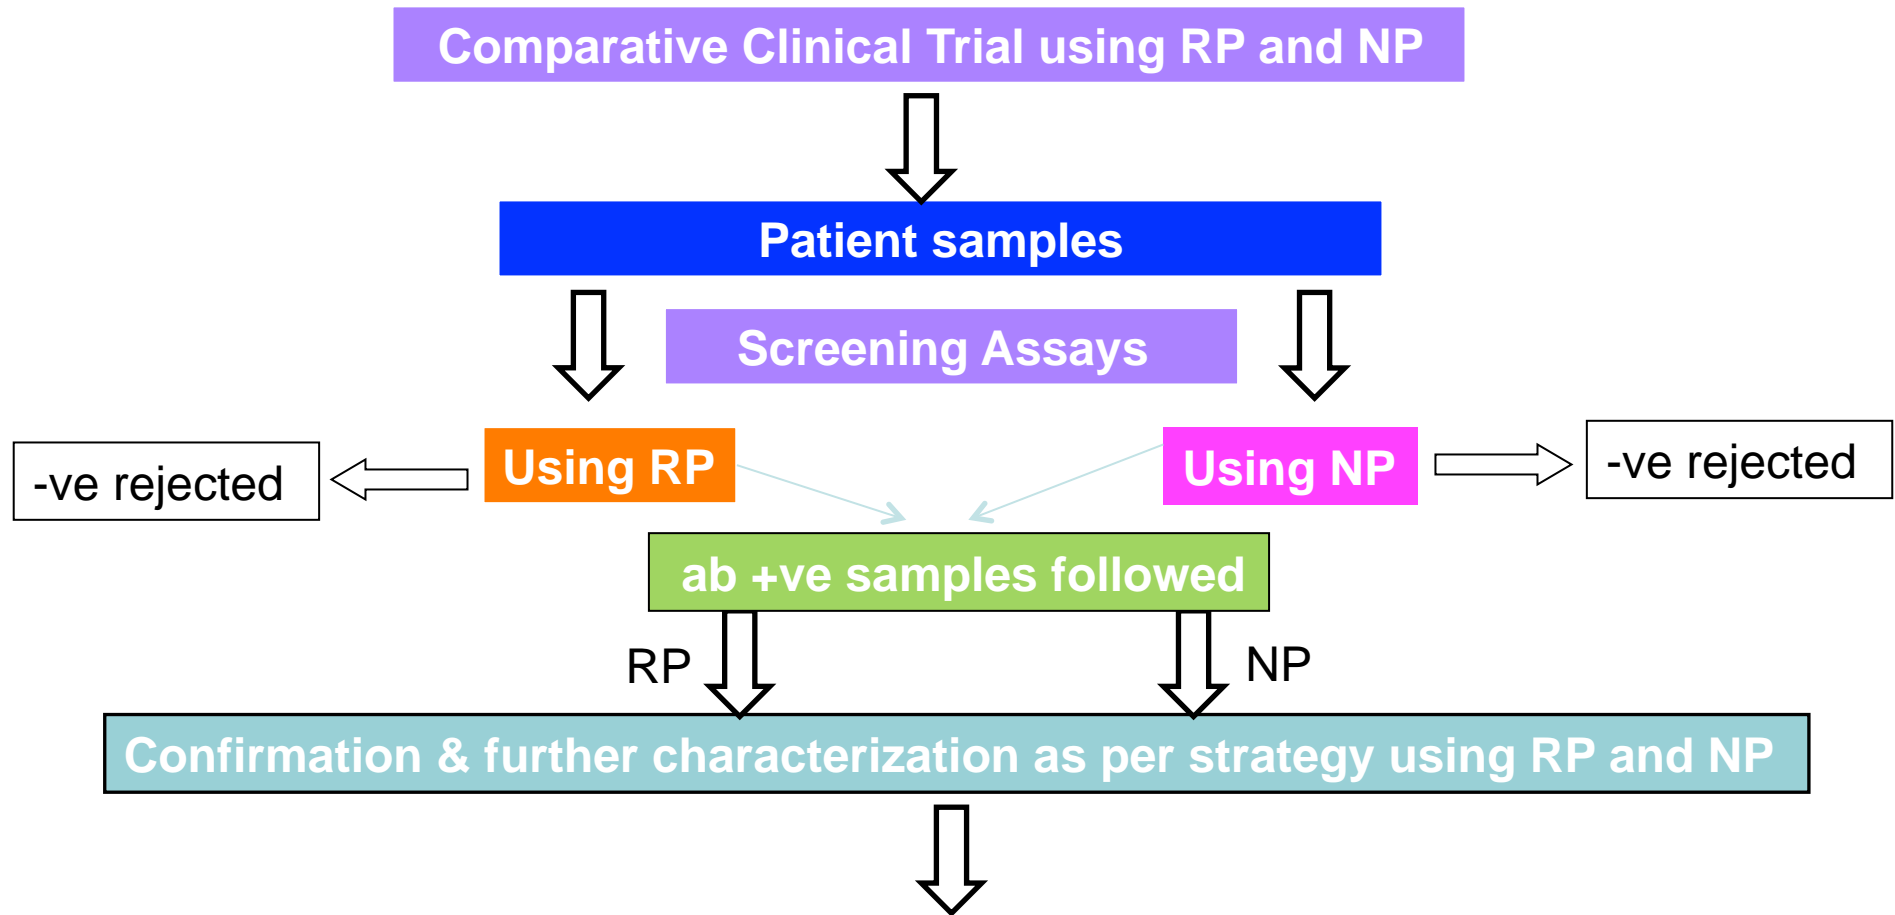 Comparative Clinical Trial using RP and NP
Patient samples
Screening Assays
Using RP
Using NP
-ve rejected
-ve rejected
ab +ve samples followed
RP
NP
Confirmation & further characterization as per strategy using RP and NP